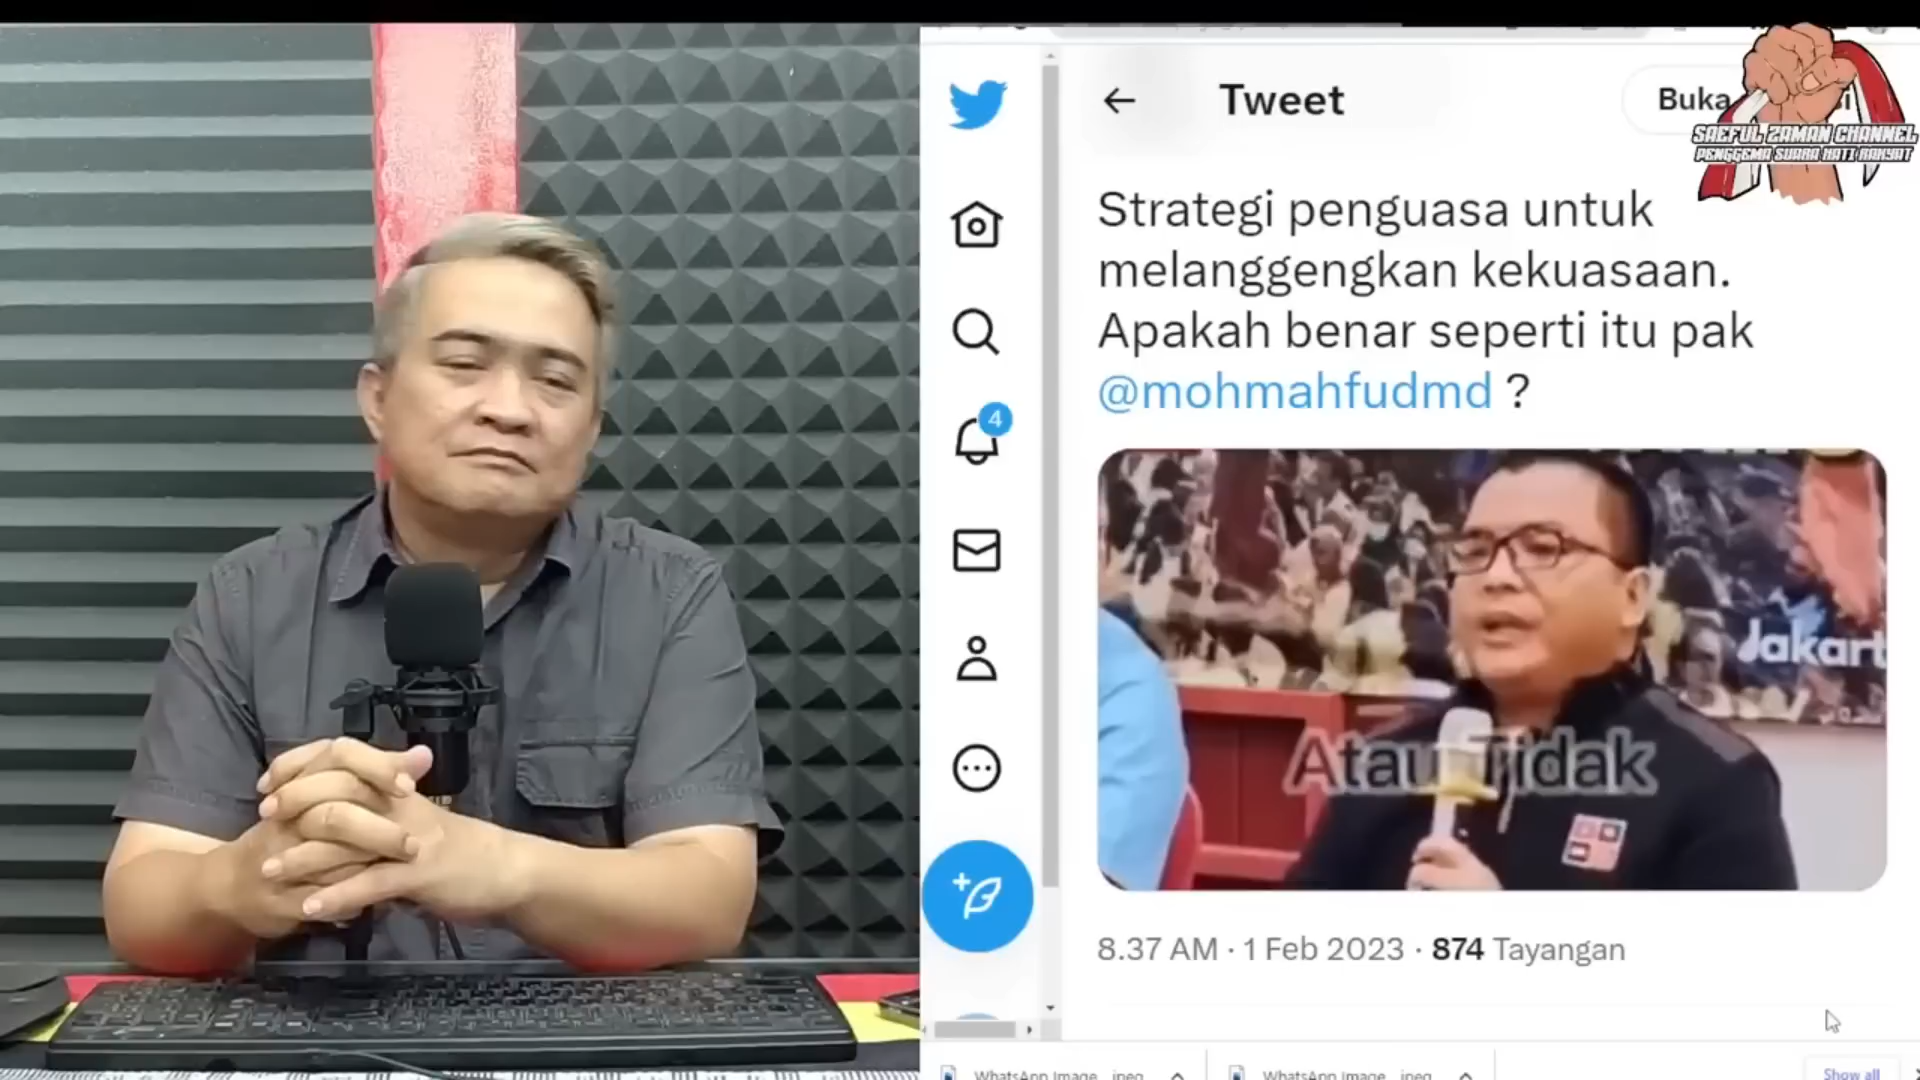 Tweet
Buka
SAEFUL ZAMAN CHANNEL
PENGGEMA SUARA HATI RAKYAT
Strategi penguasa untuk
melanggengkan kekuasaan.
Apakah benar seperti itu pak
@mohmahfudmd ?
4
Jakart
Atau Tidak
8.37 AM · 1 Feb 2023 · 874 Tayangan
WhatsApp Image...jpeg
WhatsApp Image...jpeg
Show all